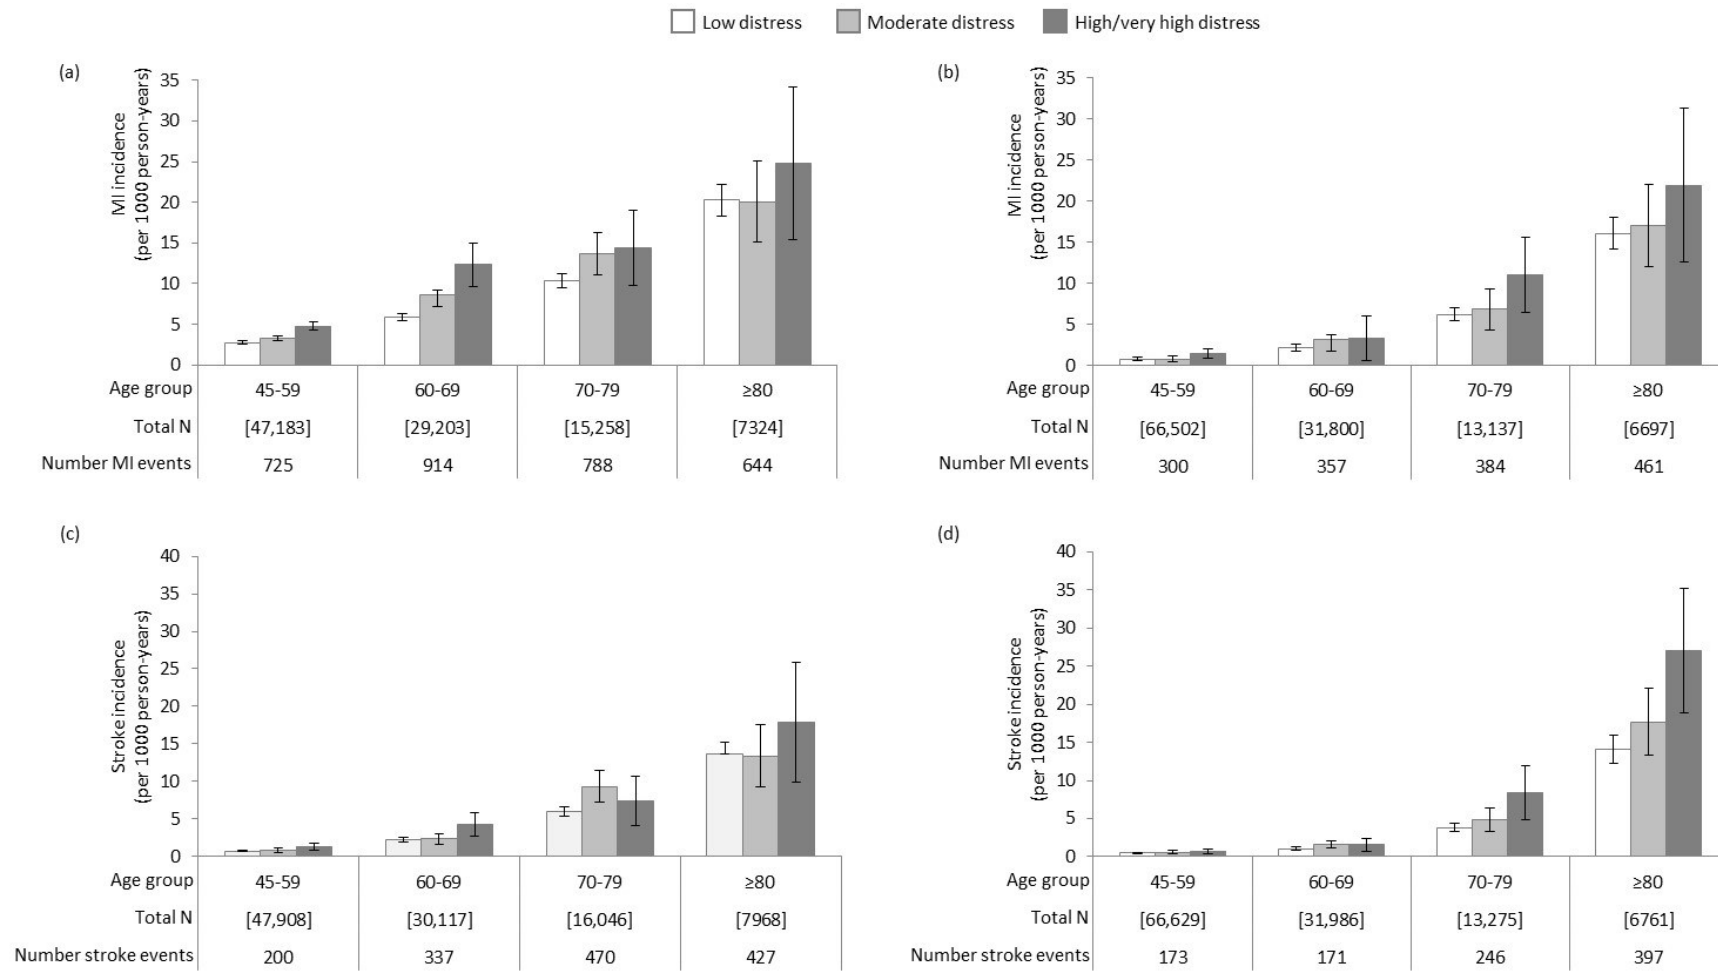 Low distress Moderate distress High/very high distress
(a)
MI incidence
(per 1000 person-years)
35
30
25
20
15
10
5
0
Age group 45-59 60-69 70-79 ≥80
Total N [47,183] [29,203] [15,258] [7324]
Number MI events 725 914 788 644
(b)
MI incidence
(per 1000 person-years)
35
30
25
20
15
10
5
0
Age group 45-59 60-69 70-79 ≥80
Total N [66,502] [31,800] [13,137] [6697]
Number MI events 300 357 384 461
(c)
Stroke incidence
(per 1000 person-years)
40
35
30
25
20
15
10
5
0
Age group 45-59 60-69 70-79 ≥80
Total N [47,908] [30,117] [16,046] [7968]
Number stroke events 200 337 470 427
(d)
Stroke incidence
(per 1000 person-years)
40
35
30
25
20
15
10
5
0
Age group 45-59 60-69 70-79 ≥80
Total N [66,629] [31,986] [13,275] [6761]
Number stroke events 173 171 246 397